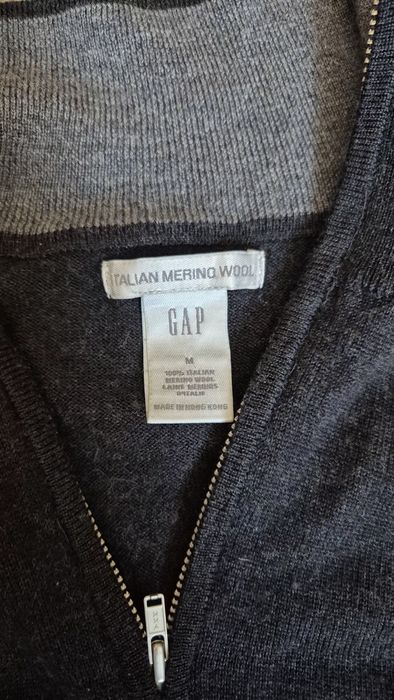 ITALIAN MERINO WOOL
GAP
M
100% ITALIAN
MERINO WOOL
LAINE MERINOS
D'ITALIE
MADE IN HONG KONG